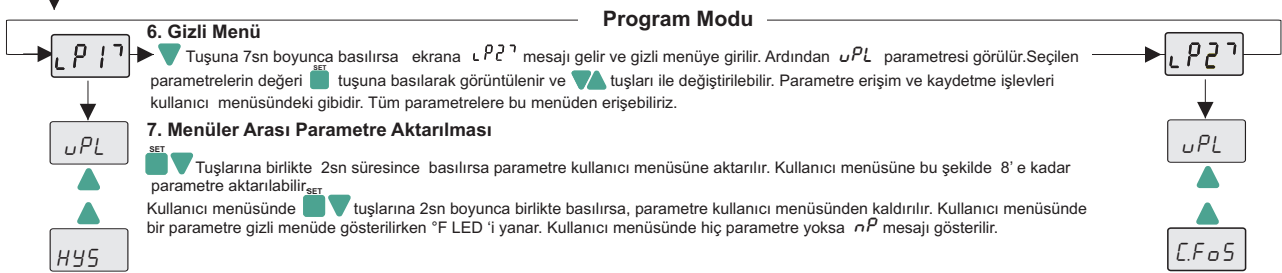 Program Modu
6. Gizli Menü
Tuşuna 7sn boyunca basılırsa ekrana ‎ɩP2ꓶ mesajı gelir ve gizli menüye girilir. Ardından uPL parametresi görülür.Seçilen
SET
parametrelerin değeri tuşuna basılarak görüntülenir ve tuşları ile değiştirilebilir. Parametre erişim ve kaydetme işlevleri
kullanıcı menüsündeki gibidir. Tüm parametrelere bu menüden erişebiliriz.
7. Menüler Arası Parametre Aktarılması
SET
Tuşlarına birlikte 2sn süresince basılırsa parametre kullanıcı menüsüne aktarılır. Kullanıcı menüsüne bu şekilde 8' e kadar
parametre aktarılabilir.
SET
Kullanıcı menüsünde tuşlarına 2sn boyunca birlikte basılırsa, parametre kullanıcı menüsünden kaldırılır. Kullanıcı menüsünde
bir parametre gizli menüde gösterilirken °F LED 'i yanar. Kullanıcı menüsünde hiç parametre yoksa nP mesajı gösterilir.
ɩP1ꓶ
uPL
HYS
ɩP2ꓶ
uPL
C.FoS